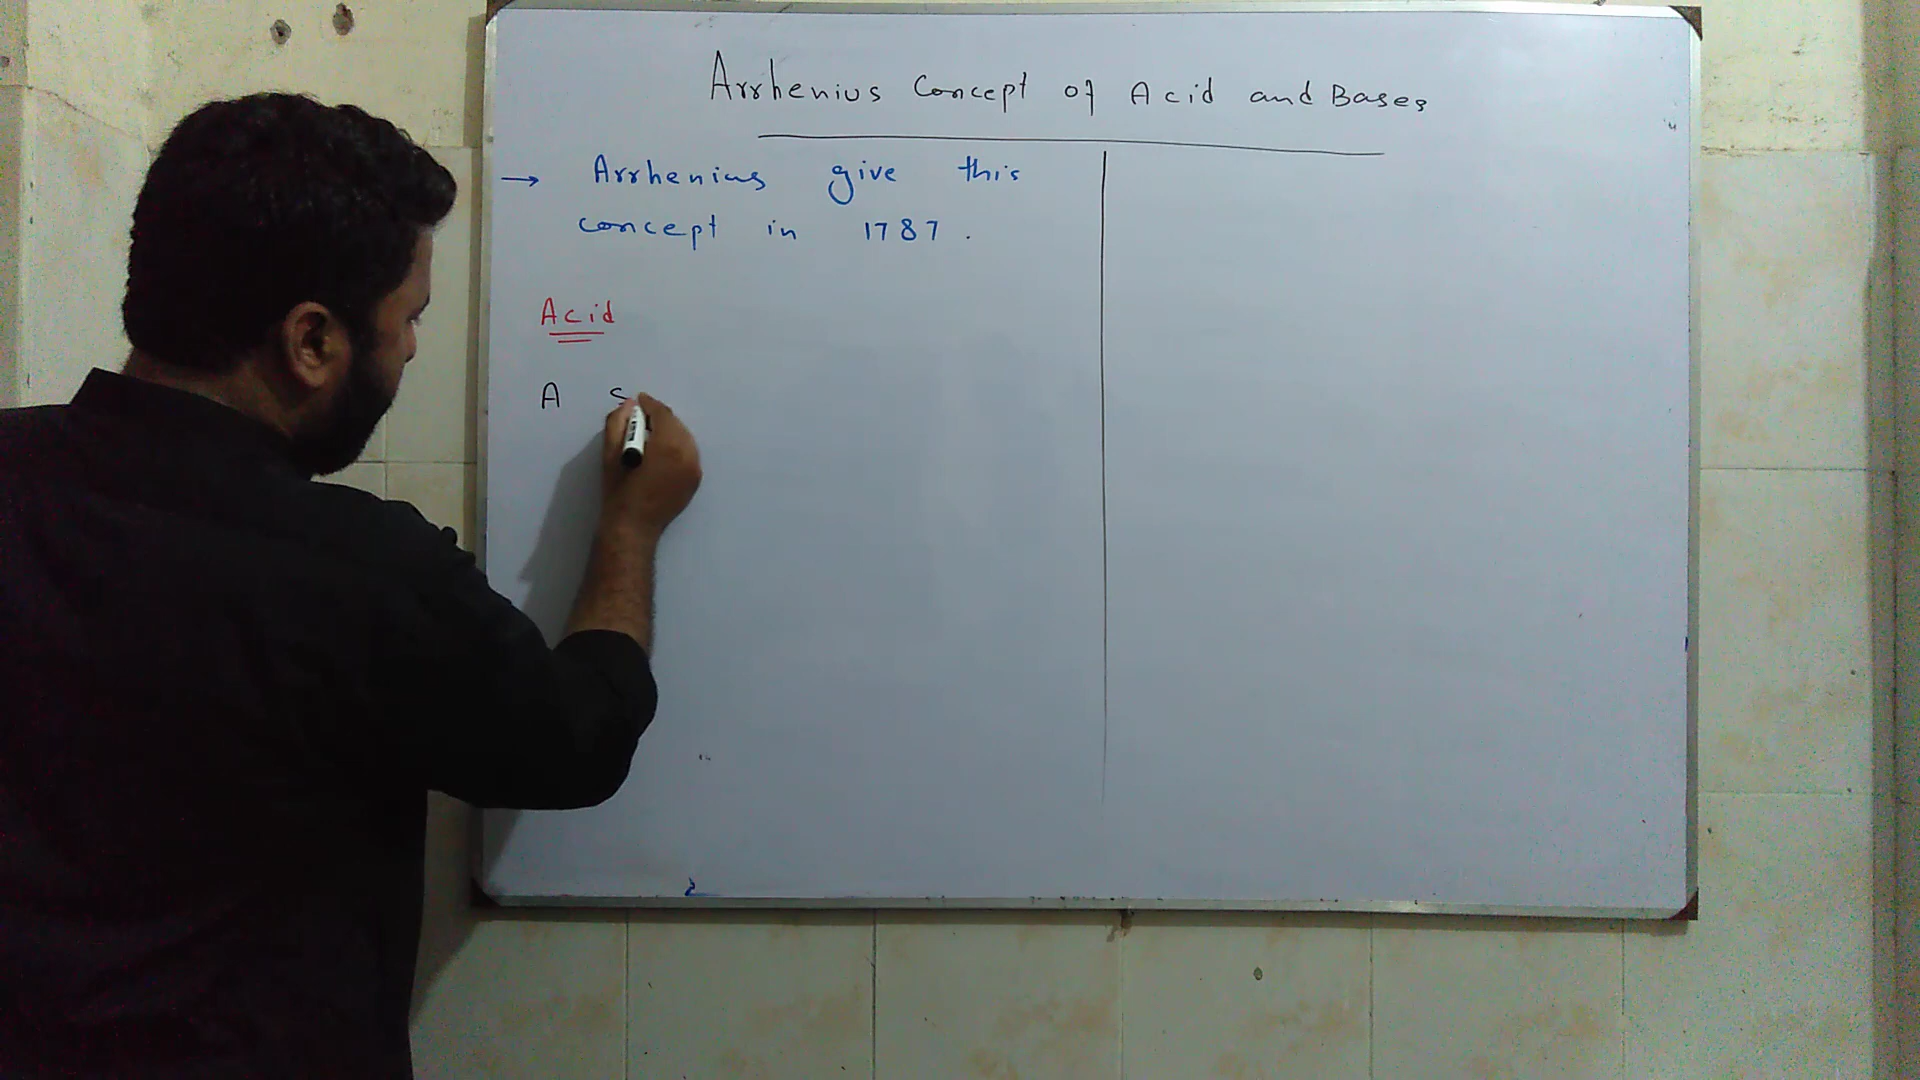 Arrhenius Concept of Acid and Bases
→ Arrhenius give this
concept in 1787.
Acid
A S